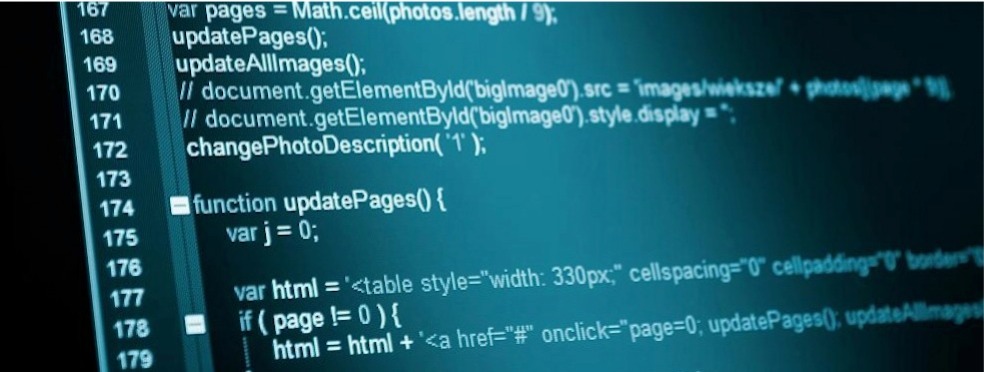 167 var pages = Math.ceil(photos.length / 9);
168 updatePages();
169 updateAllImages();
170 // document.getElementById('bigImage0').src = 'images/wieksze/' + photos[(page * 9)];
171 // document.getElementById('bigImage0').style.display = '';
172 changePhotoDescription( '1' );
173
174 function updatePages() {
175 var j = 0;
176
177 var html = '<table style="width: 330px;" cellspacing="0" cellpadding="0" border="0
178 if ( page != 0 ) {
179 html = html + '<a href="#" onclick="page=0; updatePages(); updateAllImages